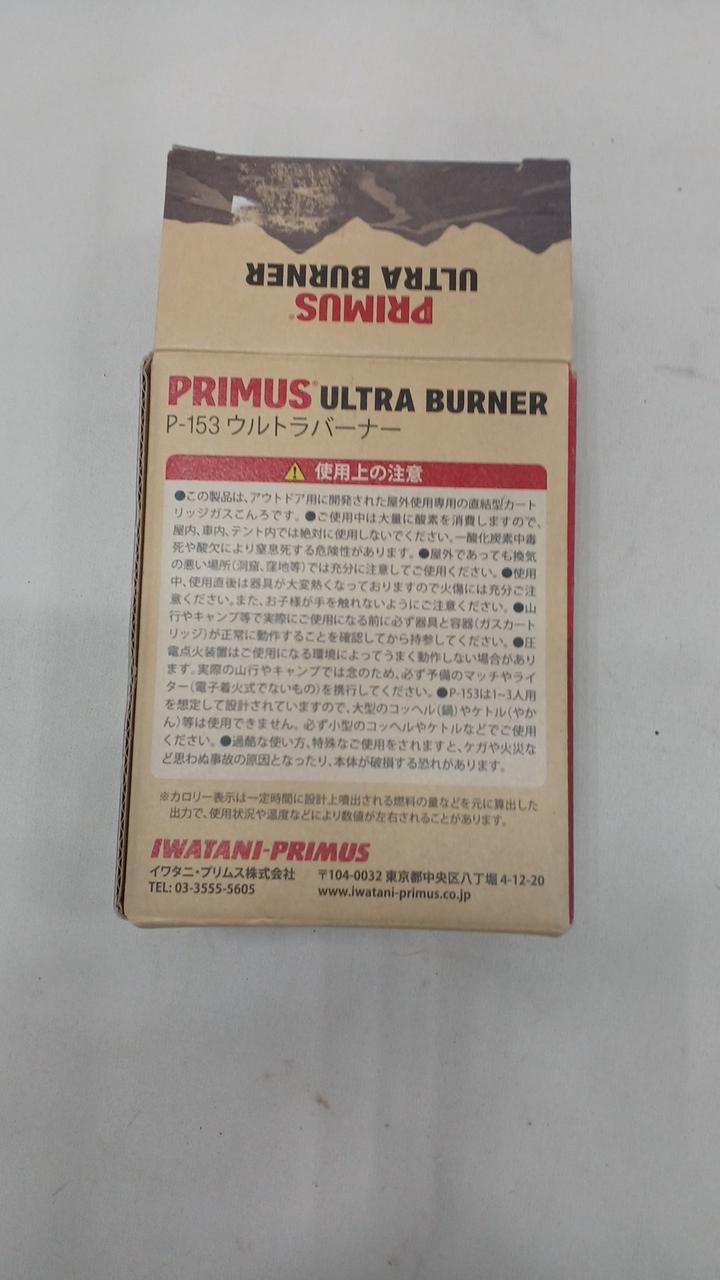 ULTRA BURNER
PRIMUS®
PRIMUS® ULTRA BURNER
P-153 ウルトラバーナー
使用上の注意
●この製品は、アウトドア用に開発された屋外使用専用の直結型カート
リッジガスこんろです。●ご使用中は大量に酸素を消費しますので、
屋内、車内、テント内では絶対に使用しないでください。一酸化炭素中毒
死や酸欠により窒息死する危険性があります。●屋外であっても換気
の悪い場所(洞窟、窪地等)では充分に注意してご使用ください。●使用
中、使用直後は器具が大変熱くなっておりますので火傷には充分ご注
意ください。また、お子様が手を触れないようにご注意ください。●山
行やキャンプ等で実際にご使用になる前に必ず器具と容器(ガスカート
リッジ)が正常に動作することを確認してから持参してください。●圧
電点火装置はご使用になる環境によってうまく動作しない場合があり
ます。実際の山行やキャンプでは念のため、必ず予備のマッチやライ
ター(電子着火式でないもの)を携行してください。●P-153は1~3人用
を想定して設計されていますので、大型のコッヘル(鍋)やケトル(やか
ん)等は使用できません。必ず小型のコッヘルやケトルなどでご使用
ください。●過酷な使い方、特殊なご使用をされますと、ケガや火災な
ど思わぬ事故の原因となったり、本体が破損する恐れがあります。
※カロリー表示は一定時間に設計上噴出される燃料の量などを元に算出した
出力で、使用状況や温度などにより数値が左右されることがあります。
IWATANI-PRIMUS
イワタニ・プリムス株式会社 〒104-0032 東京都中央区八丁堀 4-12-20
TEL: 03-3555-5605 www.iwatani-primus.co.jp